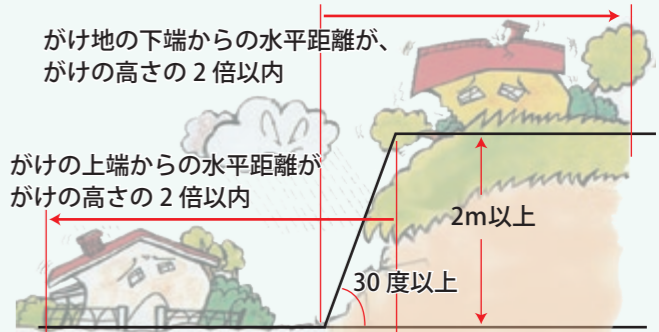 がけ地の下端からの水平距離が、
がけの高さの 2 倍以内
がけの上端からの水平距離が
がけの高さの 2 倍以内
2m以上
30 度以上